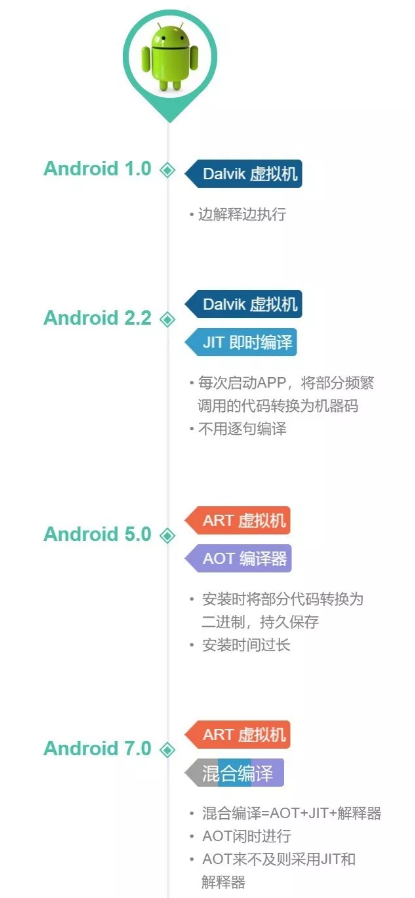 Android 1.0
Dalvik 虚拟机
• 边解释边执行
Android 2.2
Dalvik 虚拟机
JIT 即时编译
• 每次启动APP，将部分频繁
调用的代码转换为机器码
• 不用逐句编译
Android 5.0
ART 虚拟机
AOT 编译器
• 安装时将部分代码转换为
二进制，持久保存
• 安装时间过长
Android 7.0
ART 虚拟机
混合编译
• 混合编译=AOT+JIT+解释器
• AOT闲时进行
• AOT来不及则采用JIT和
解释器